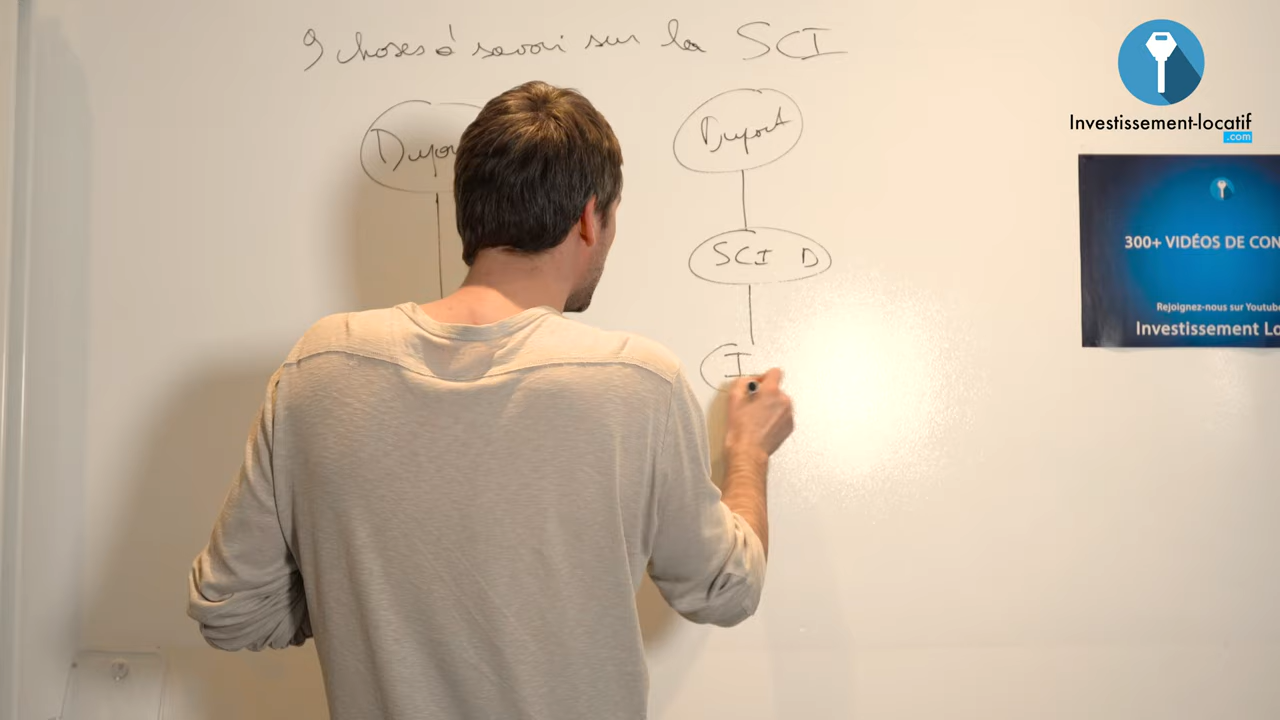 9 choses à savoir sur la SCI
Dupont
SCI D
I
Investissement-locatif
.com
300+ VIDÉOS DE CON
Rejoignez-nous sur Youtube
Investissement Lo